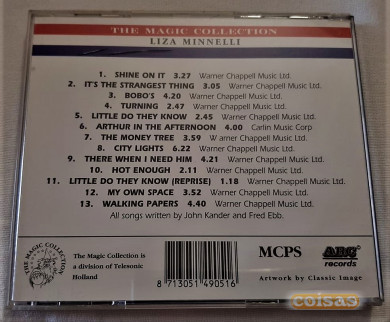 THE MAGIC COLLECTION
LIZA MINNELLI
1. SHINE ON IT 3.27 Warner Chappell Music Ltd.
2. IT'S THE STRANGEST THING 3.05 Warner Chappell Music Ltd.
3. BOBO'S 4.20 Warner Chappell Music Ltd.
4. TURNING 2.47 Warner Chappell Music Ltd.
5. LITTLE DO THEY KNOW 2.45 Warner Chappell Music Ltd.
6. ARTHUR IN THE AFTERNOON 4.00 Carlin Music Corp
7. THE MONEY TREE 3.59 Warner Chappell Music Ltd.
8. CITY LIGHTS 6.22 Warner Chappell Music Ltd.
9. THERE WHEN I NEED HIM 4.21 Warner Chappell Music Ltd.
10. HOT ENOUGH 2.11 Warner Chappell Music Ltd.
11. LITTLE DO THEY KNOW (REPRISE) 1.18 Warner Chappell Music Ltd.
12. MY OWN SPACE 3.52 Warner Chappell Music Ltd.
13. WALKING PAPERS 4.40 Warner Chappell Music Ltd.
All songs written by John Kander and Fred Ebb.
THE MAGIC COLLECTION
The Magic Collection is
a division of Telesonic
Holland
8 713051 490516
MCPS
ARC
records
Artwork by Classic Image
coisas